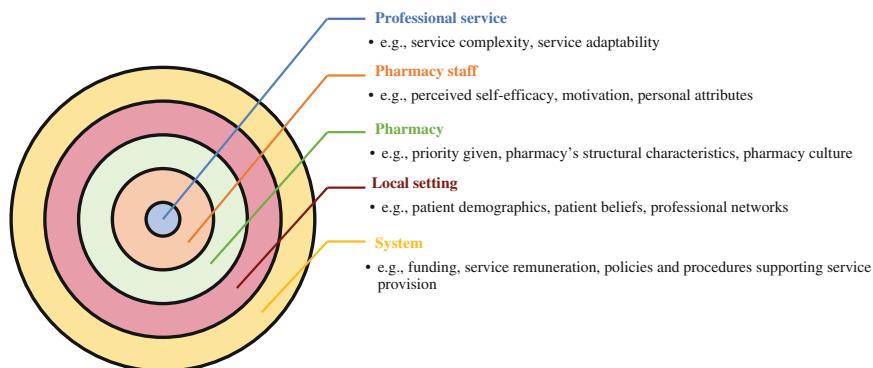 Professional service
• e.g., service complexity, service adaptability
Pharmacy staff
• e.g., perceived self-efficacy, motivation, personal attributes
Pharmacy
• e.g., priority given, pharmacy's structural characteristics, pharmacy culture
Local setting
• e.g., patient demographics, patient beliefs, professional networks
System
• e.g., funding, service remuneration, policies and procedures supporting service
provision